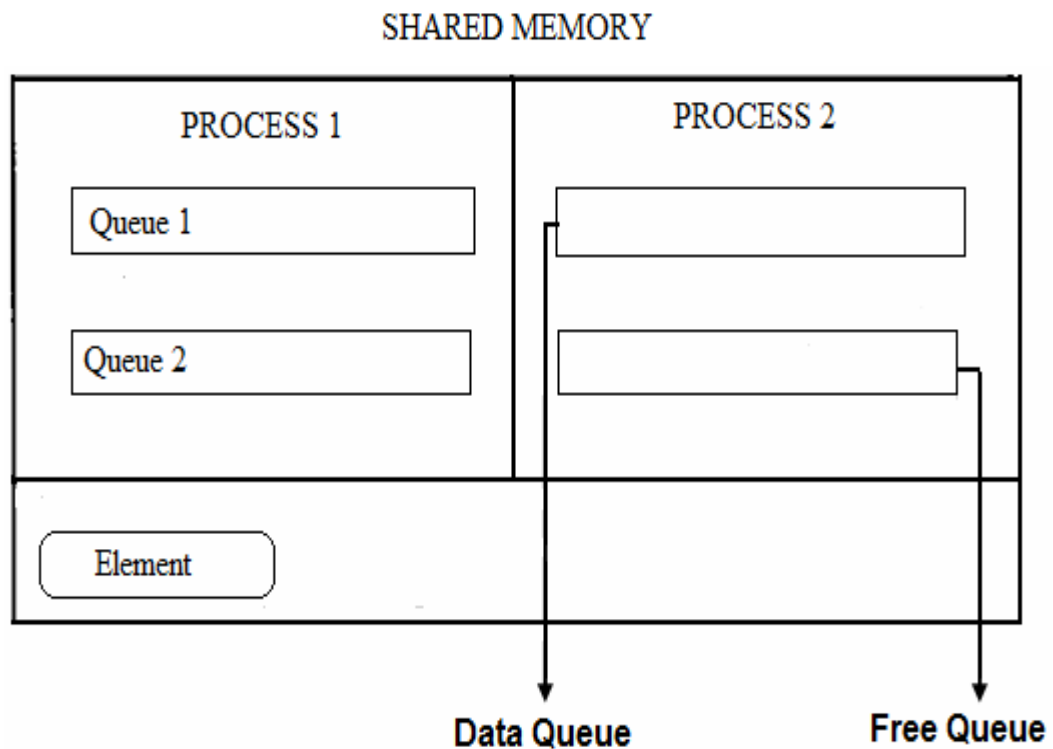 SHARED MEMORY
PROCESS 1
PROCESS 2
Queue 1
Queue 2
Element
Data Queue
Free Queue